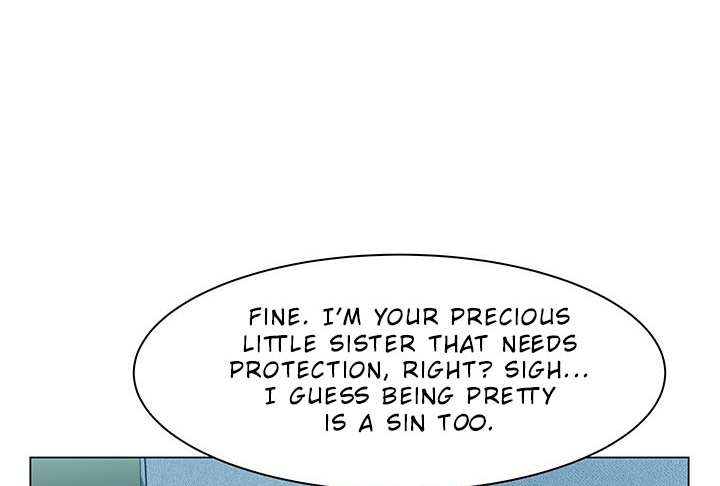 FINE. I'M YOUR PRECIOUS
LITTLE SISTER THAT NEEDS
PROTECTION, RIGHT? SIGH...
I GUESS BEING PRETTY
IS A SIN TOO.